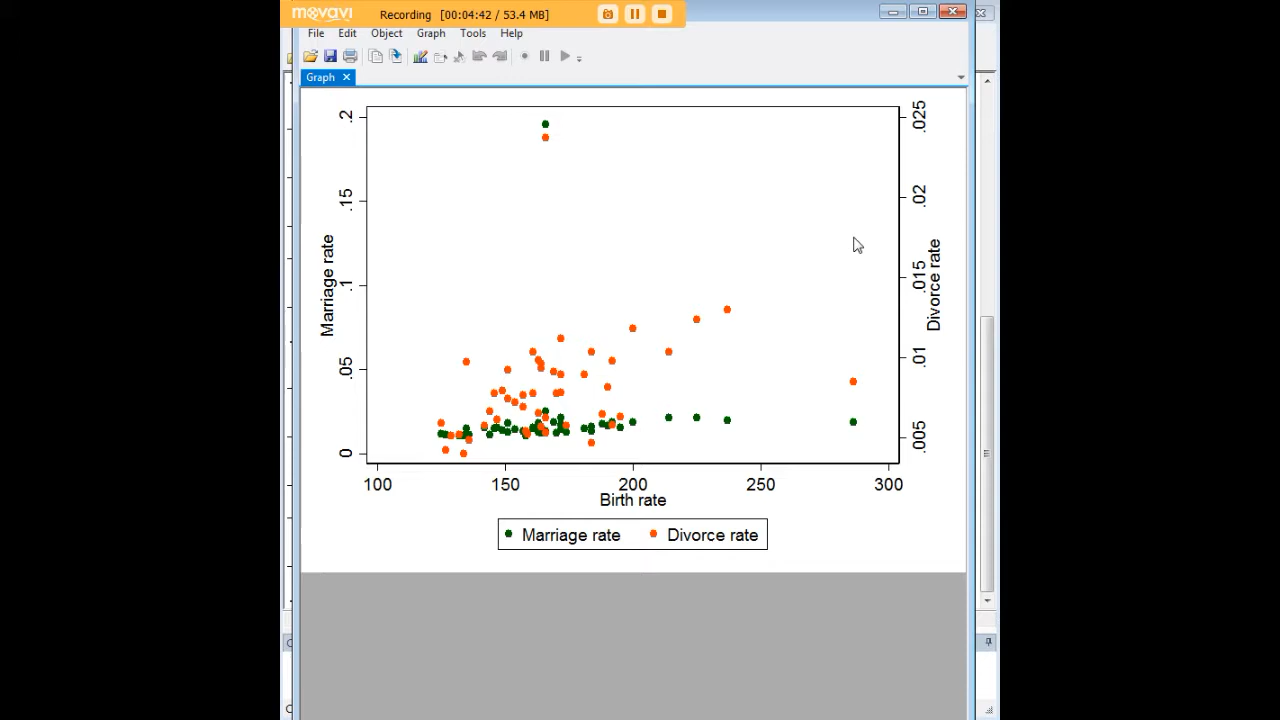 movavi Recording [00:04:42 / 53.4 MB]
File Edit Object Graph Tools Help
Graph
.2
.15
.1
.05
0
Marriage rate
.025
.02
.015
.01
.005
Divorce rate
100 150 200 250 300
Birth rate
Marriage rate Divorce rate